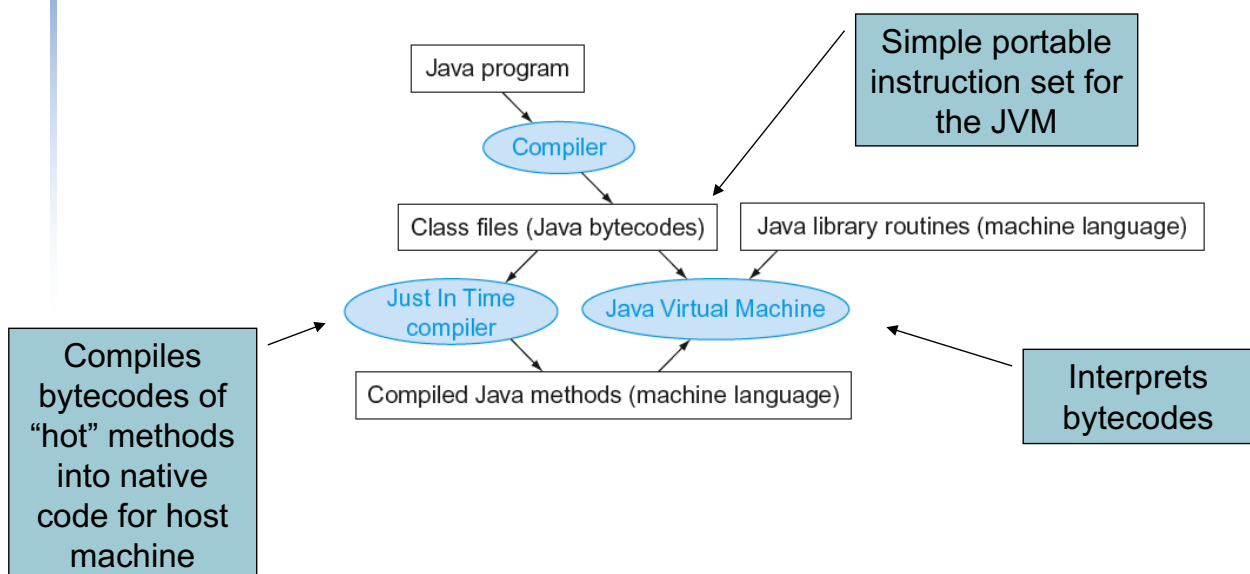 Java program
Simple portable
instruction set for
the JVM
Compiler
Class files (Java bytecodes)
Java library routines (machine language)
Just In Time
compiler
Java Virtual Machine
Compiles
bytecodes of
“hot” methods
into native
code for host
machine
Compiled Java methods (machine language)
Interprets
bytecodes